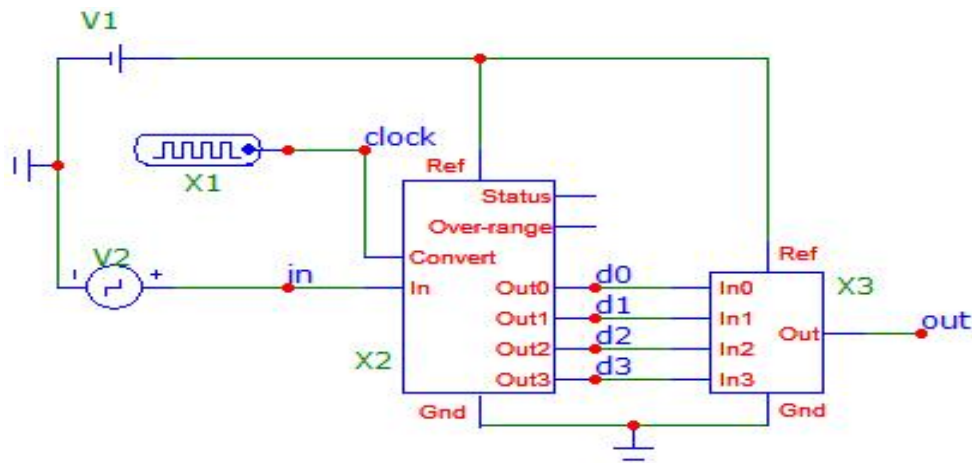 V1
clock
X1
Ref
Status
Over-range
Convert
V2
- +
in
In
Out0
Out1
Out2
Out3
X2
Gnd
d0
d1
d2
d3
Ref
In0
In1
In2
In3
X3
Out
out
Gnd